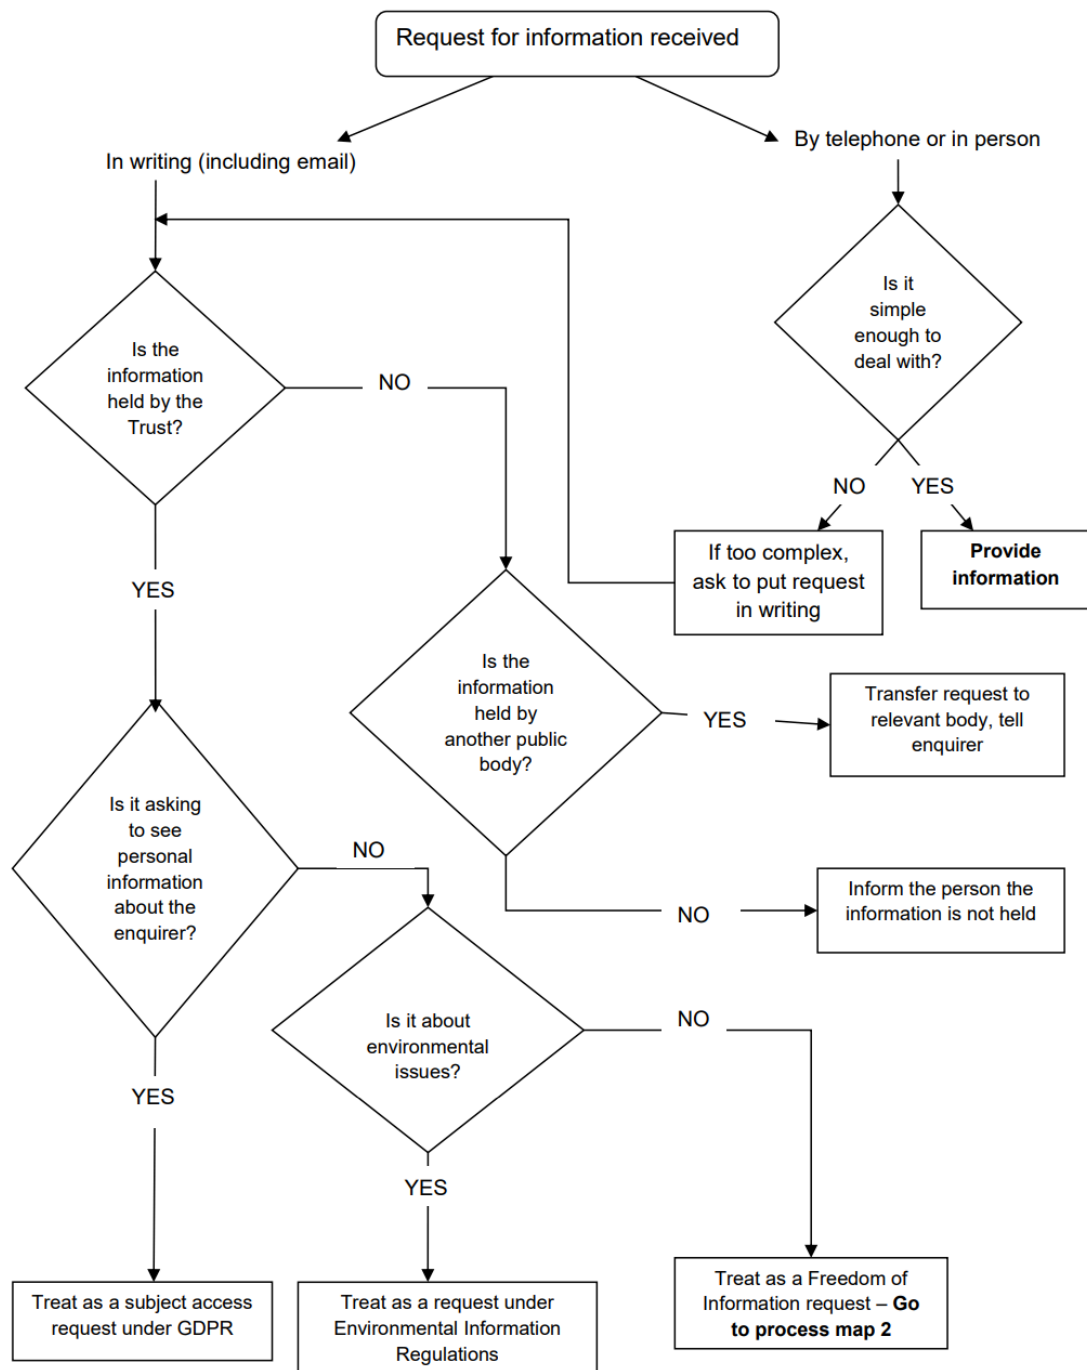 Request for information received
By telephone or in person
In writing (including email)
Is it
simple
enough to
deal with?
Is the
information
held by the
Trust?
NO
NO
YES
If too complex,
ask to put request
in writing
Provide
information
YES
Is the
information
held by
another public
body?
YES
Transfer request to
relevant body, tell
enquirer
Is it asking
to see
personal
information
about the
enquirer?
NO
NO
Inform the person the
information is not held
Is it about
environmental
issues?
NO
YES
YES
Treat as a subject access
request under GDPR
Treat as a request under
Environmental Information
Regulations
Treat as a Freedom of
Information request – Go
to process map 2